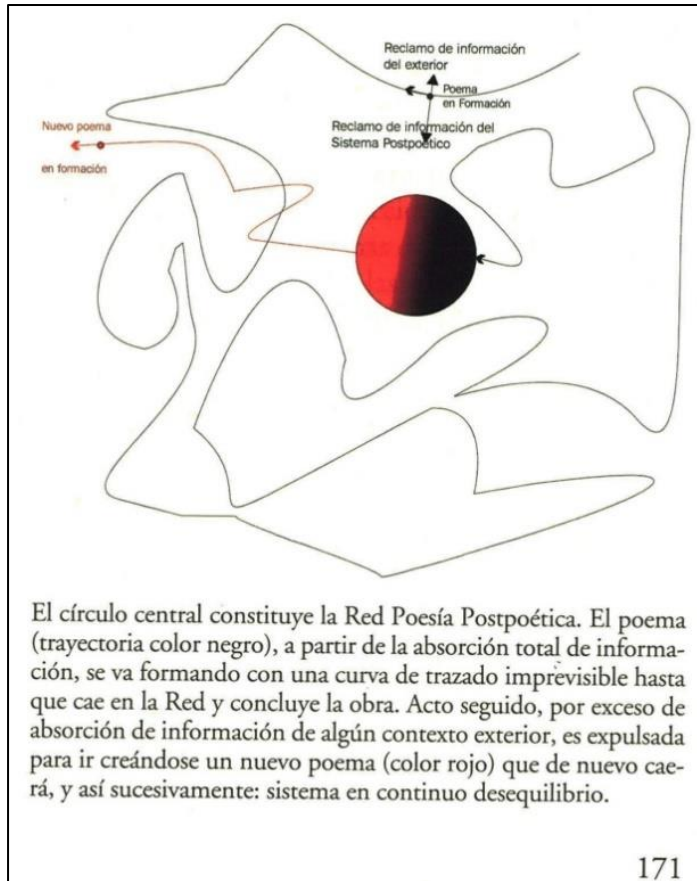 Reclamo de información
del exterior
Poema
en Formación
Nuevo poema
en formación
Reclamo de información del
Sistema Postpoético
El círculo central constituye la Red Poesía Postpoética. El poema
(trayectoria color negro), a partir de la absorción total de informa-
ción, se va formando con una curva de trazado imprevisible hasta
que cae en la Red y concluye la obra. Acto seguido, por exceso de
absorción de información de algún contexto exterior, es expulsada
para ir creándose un nuevo poema (color rojo) que de nuevo cae-
rá, y así sucesivamente: sistema en continuo desequilibrio.
171